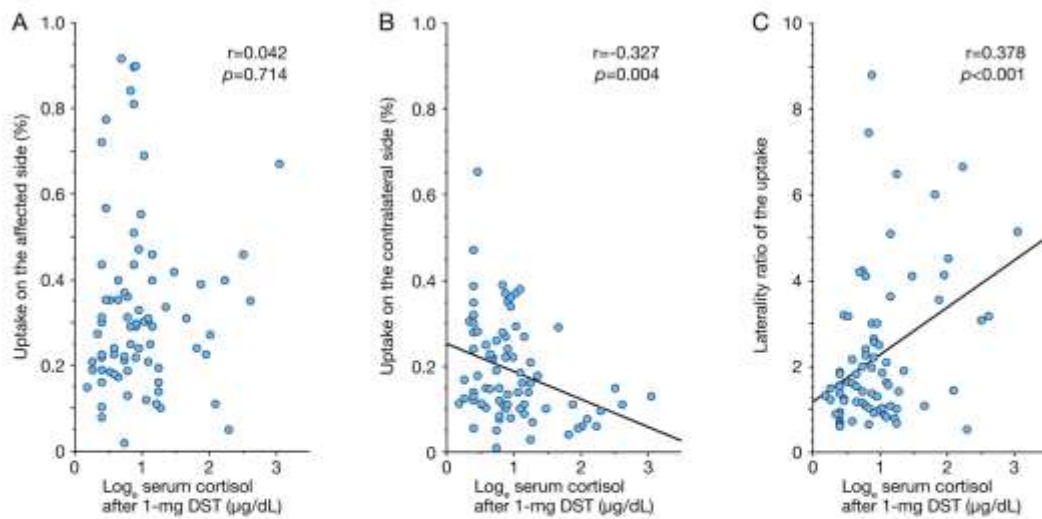 A
r=0.042
p=0.714
Uptake on the affected side (%)
1.0
0.8
0.6
0.4
0.2
0
0
1
2
3
Logₑ serum cortisol
after 1-mg DST (µg/dL)
B
r=-0.327
p=0.004
Uptake on the contralateral side (%)
1.0
0.8
0.6
0.4
0.2
0
0
1
2
3
Logₑ serum cortisol
after 1-mg DST (µg/dL)
C
r=0.378
p<0.001
Laterality ratio of the uptake
10
8
6
4
2
0
0
1
2
3
Logₑ serum cortisol
after 1-mg DST (µg/dL)